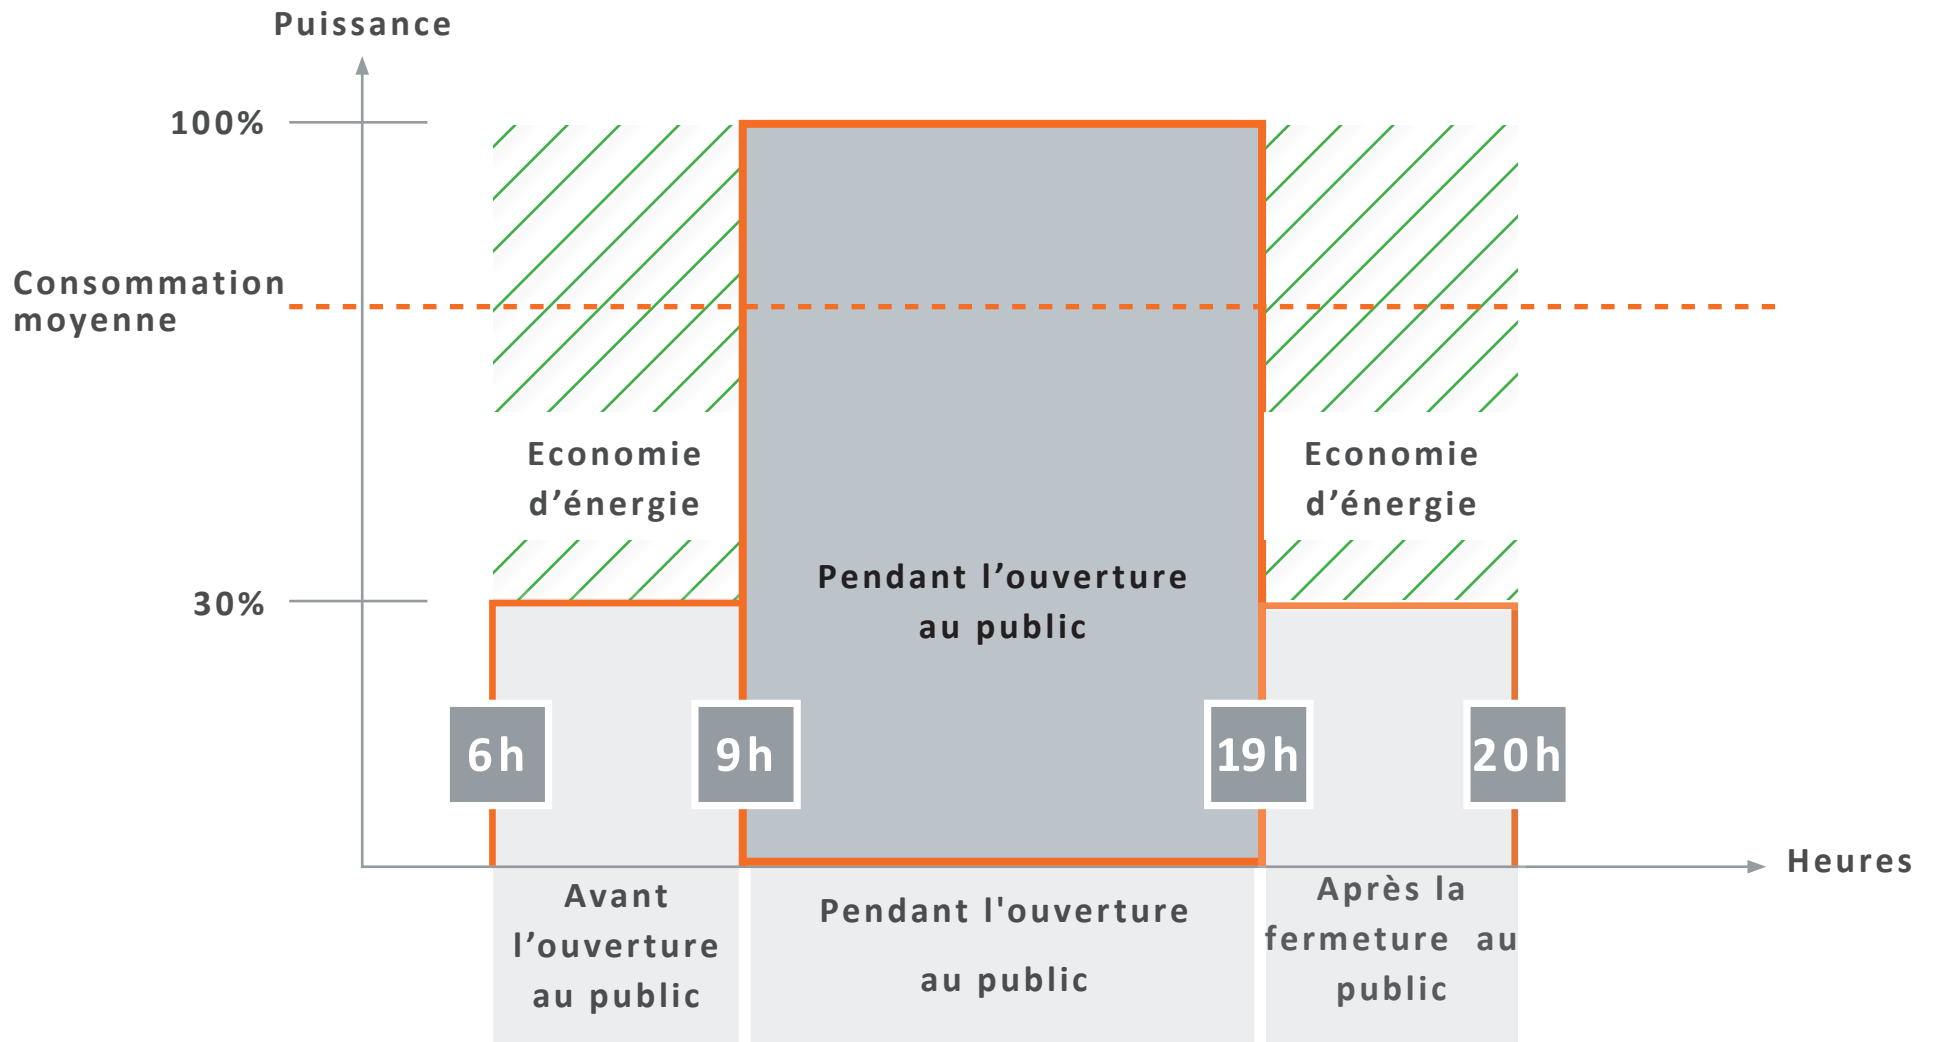 Puissance
100%
Consommation
moyenne
Economie
d’énergie
Economie
d’énergie
Pendant l’ouverture
au public
30%
6h
9h
19h
20h
Heures
Avant
l’ouverture
au public
Pendant l'ouverture
au public
Après la
fermeture au
public